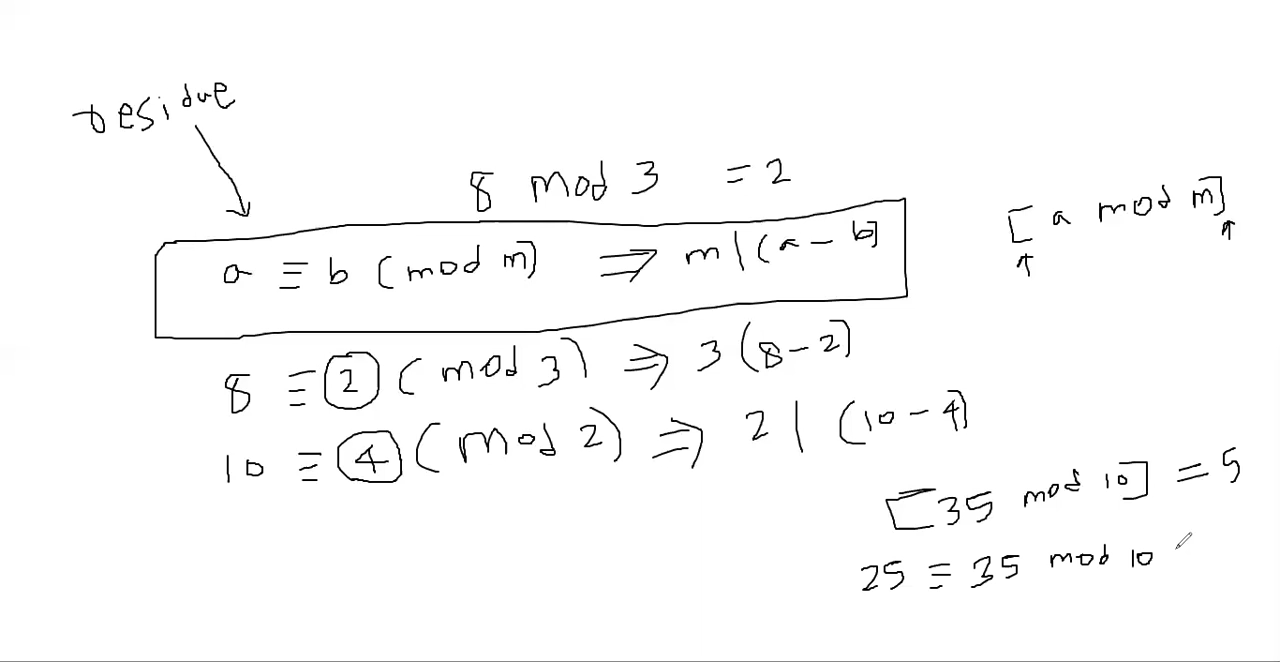 residue
8 mod 3 = 2
[a mod m]
a ≡ b (mod m) ⇒ m | (a - b)
8 ≡ 2 (mod 3) ⇒ 3 (8-2)
10 ≡ 4 (mod 2) ⇒ 2 | (10-4)
[35 mod 10] = 5
25 ≡ 35 mod 10